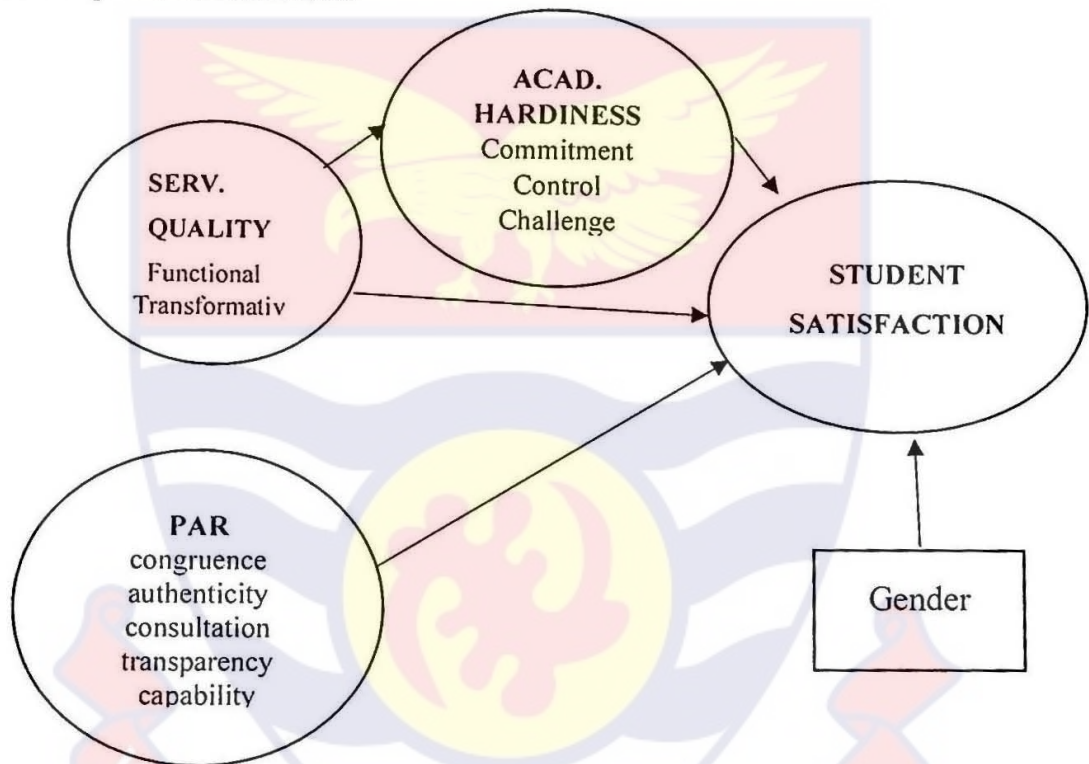 ACAD.
HARDINESS
Commitment
Control
Challenge
SERV.
QUALITY
Functional
Transformativ
STUDENT
SATISFACTION
PAR
congruence
authenticity
consultation
transparency
capability
Gender